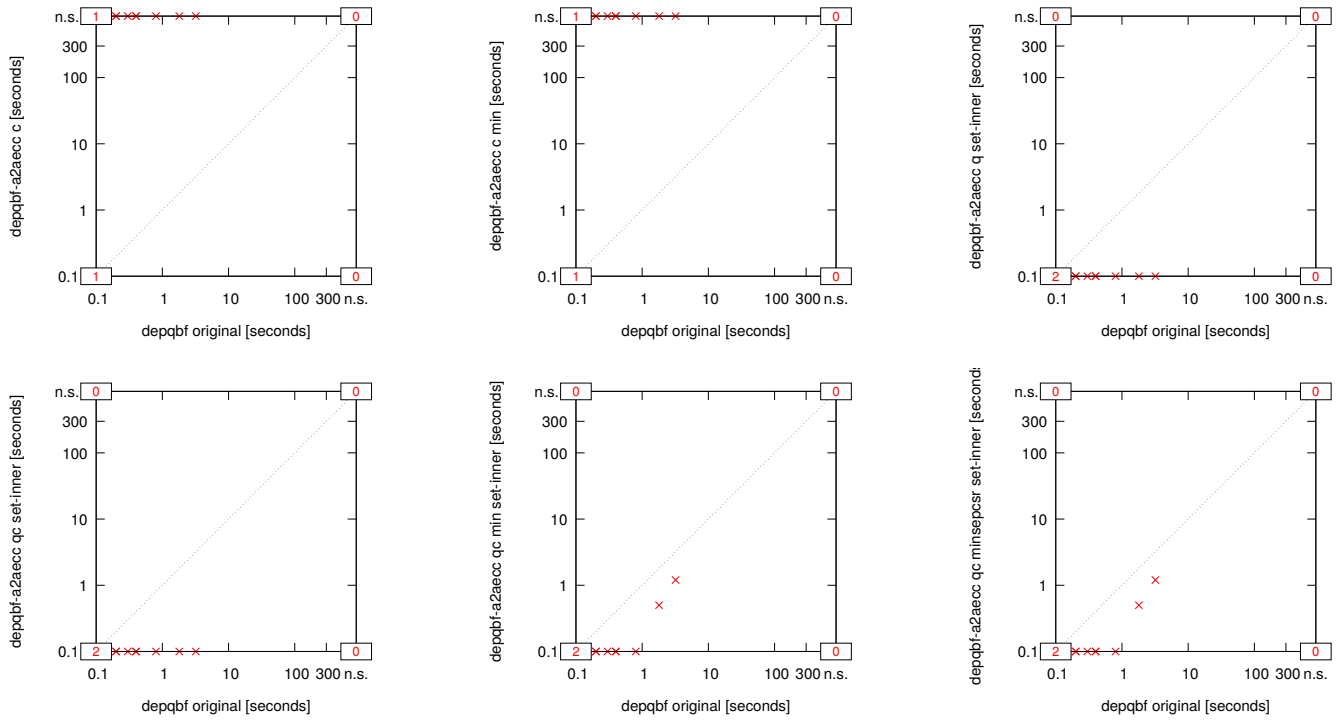 n.s. 1 0
300
100
10
1
0.1 1 0
0.1 1 10 100 300 n.s.
depqbf-a2aecc c [seconds]
depqbf original [seconds]
n.s. 1 0
300
100
10
1
0.1 1 0
0.1 1 10 100 300 n.s.
depqbf-a2aecc c min [seconds]
depqbf original [seconds]
n.s. 0 0
300
100
10
1
0.1 2 0
0.1 1 10 100 300 n.s.
depqbf-a2aecc q set-inner [seconds]
depqbf original [seconds]
n.s. 0 0
300
100
10
1
0.1 2 0
0.1 1 10 100 300 n.s.
depqbf-a2aecc qc set-inner [seconds]
depqbf original [seconds]
n.s. 0 0
300
100
10
1
0.1 2 0
0.1 1 10 100 300 n.s.
depqbf-a2aecc qc min set-inner [seconds]
depqbf original [seconds]
n.s. 0 0
300
100
10
1
0.1 2 0
0.1 1 10 100 300 n.s.
depqbf-a2aecc qc minsepcsr set-inner [second
depqbf original [seconds]